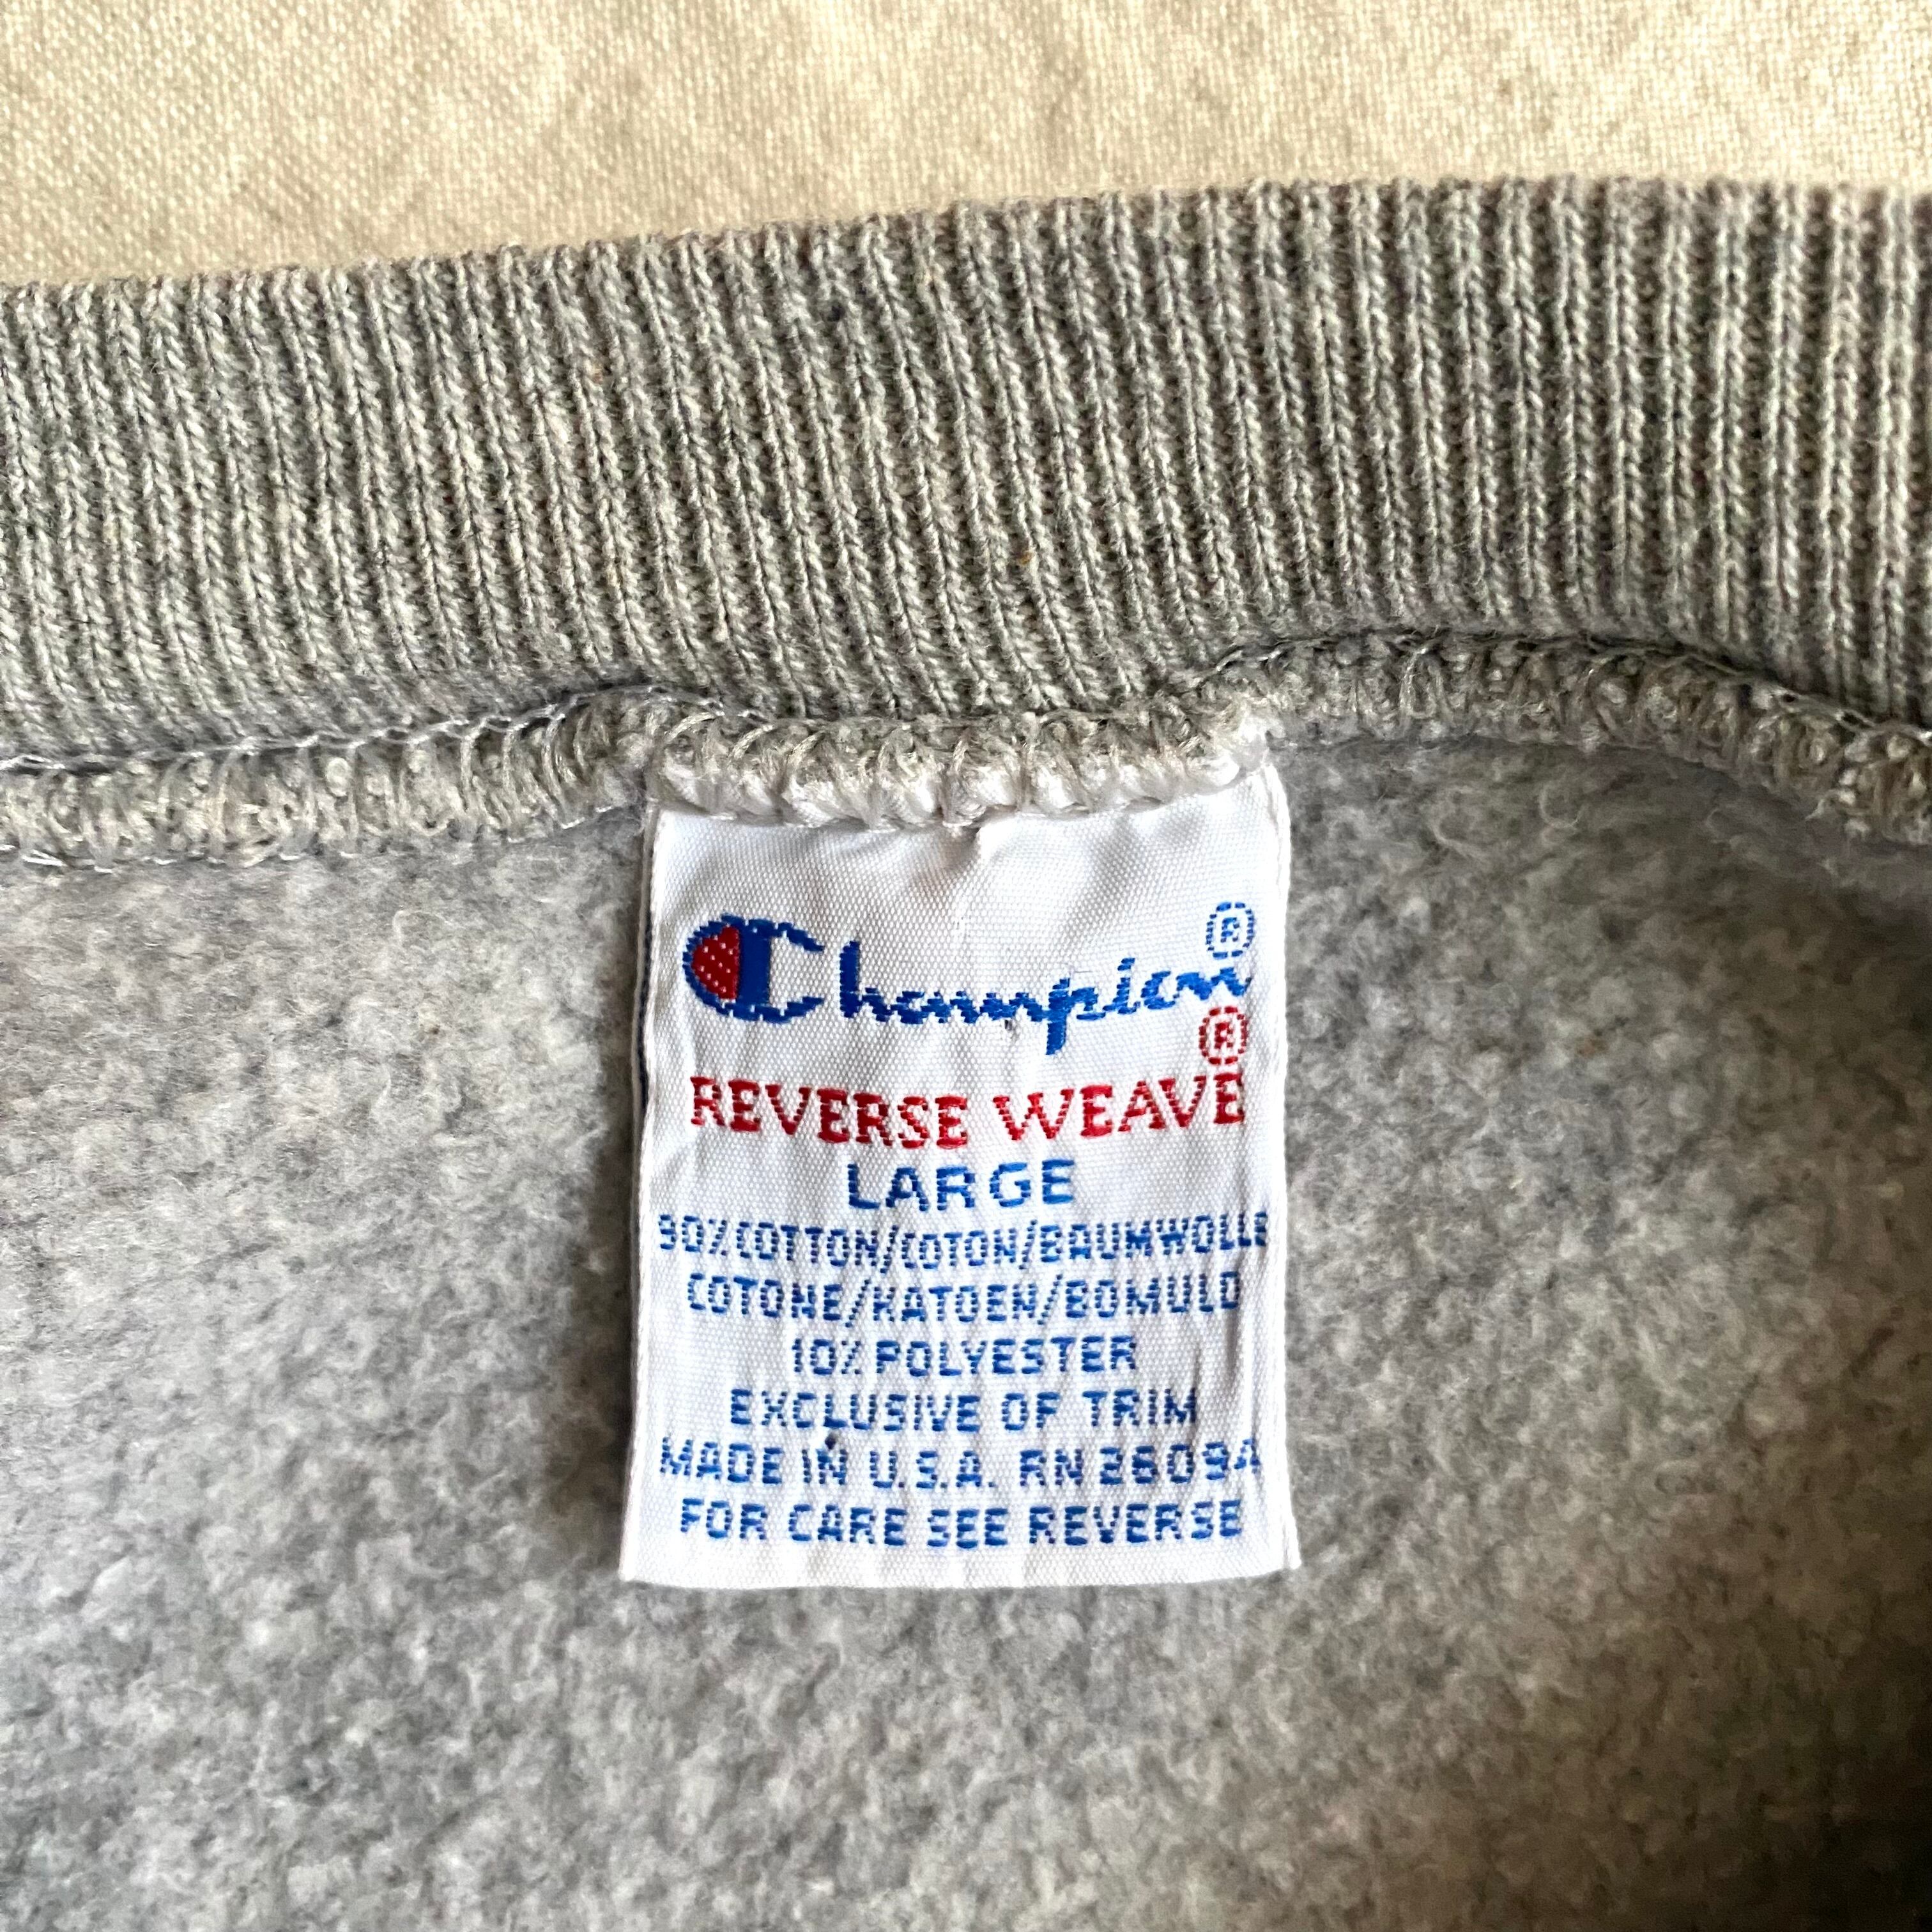 Champion®
REVERSE WEAVE®
LARGE
90% COTTON/COTON/BAUMWOLLE
COTONE/KATOEN/BOMULD
10% POLYESTER
EXCLUSIVE OF TRIM
MADE IN U.S.A. RN 26094
FOR CARE SEE REVERSE